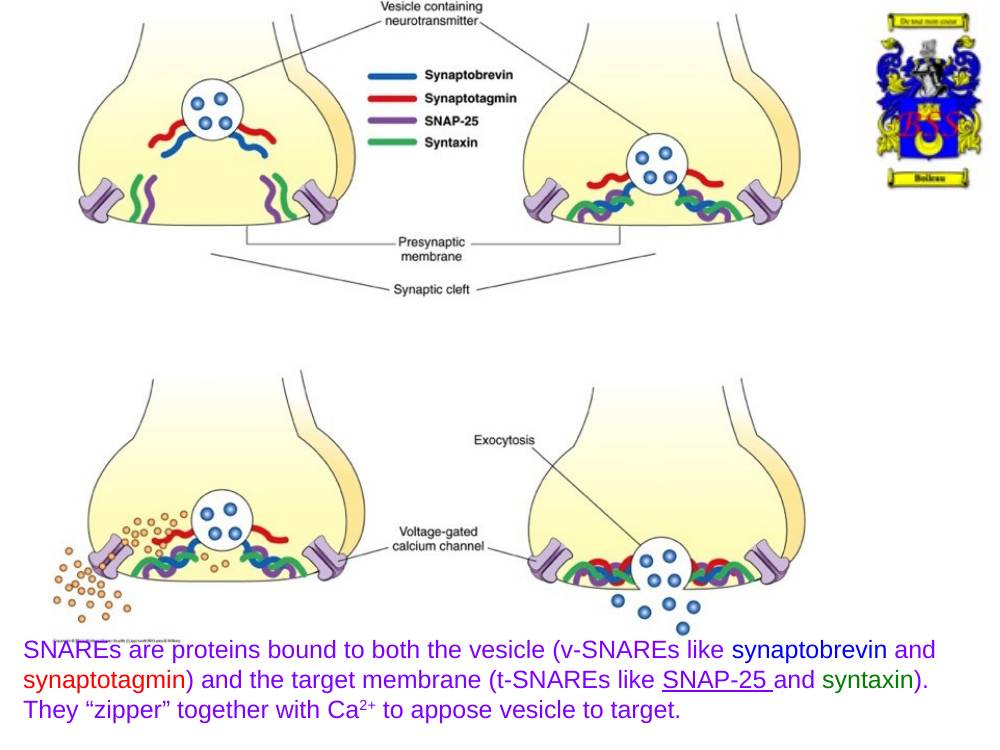 Vesicle containing
neurotransmitter
Synaptobrevin
Synaptotagmin
SNAP-25
Syntaxin
BSS
Boileau
Presynaptic
membrane
Synaptic cleft
Exocytosis
Voltage-gated
calcium channel
SNAREs are proteins bound to both the vesicle (v-SNAREs like synaptobrevin and
synaptotagmin) and the target membrane (t-SNAREs like SNAP-25 and syntaxin).
They “zipper” together with Ca²⁺ to appose vesicle to target.